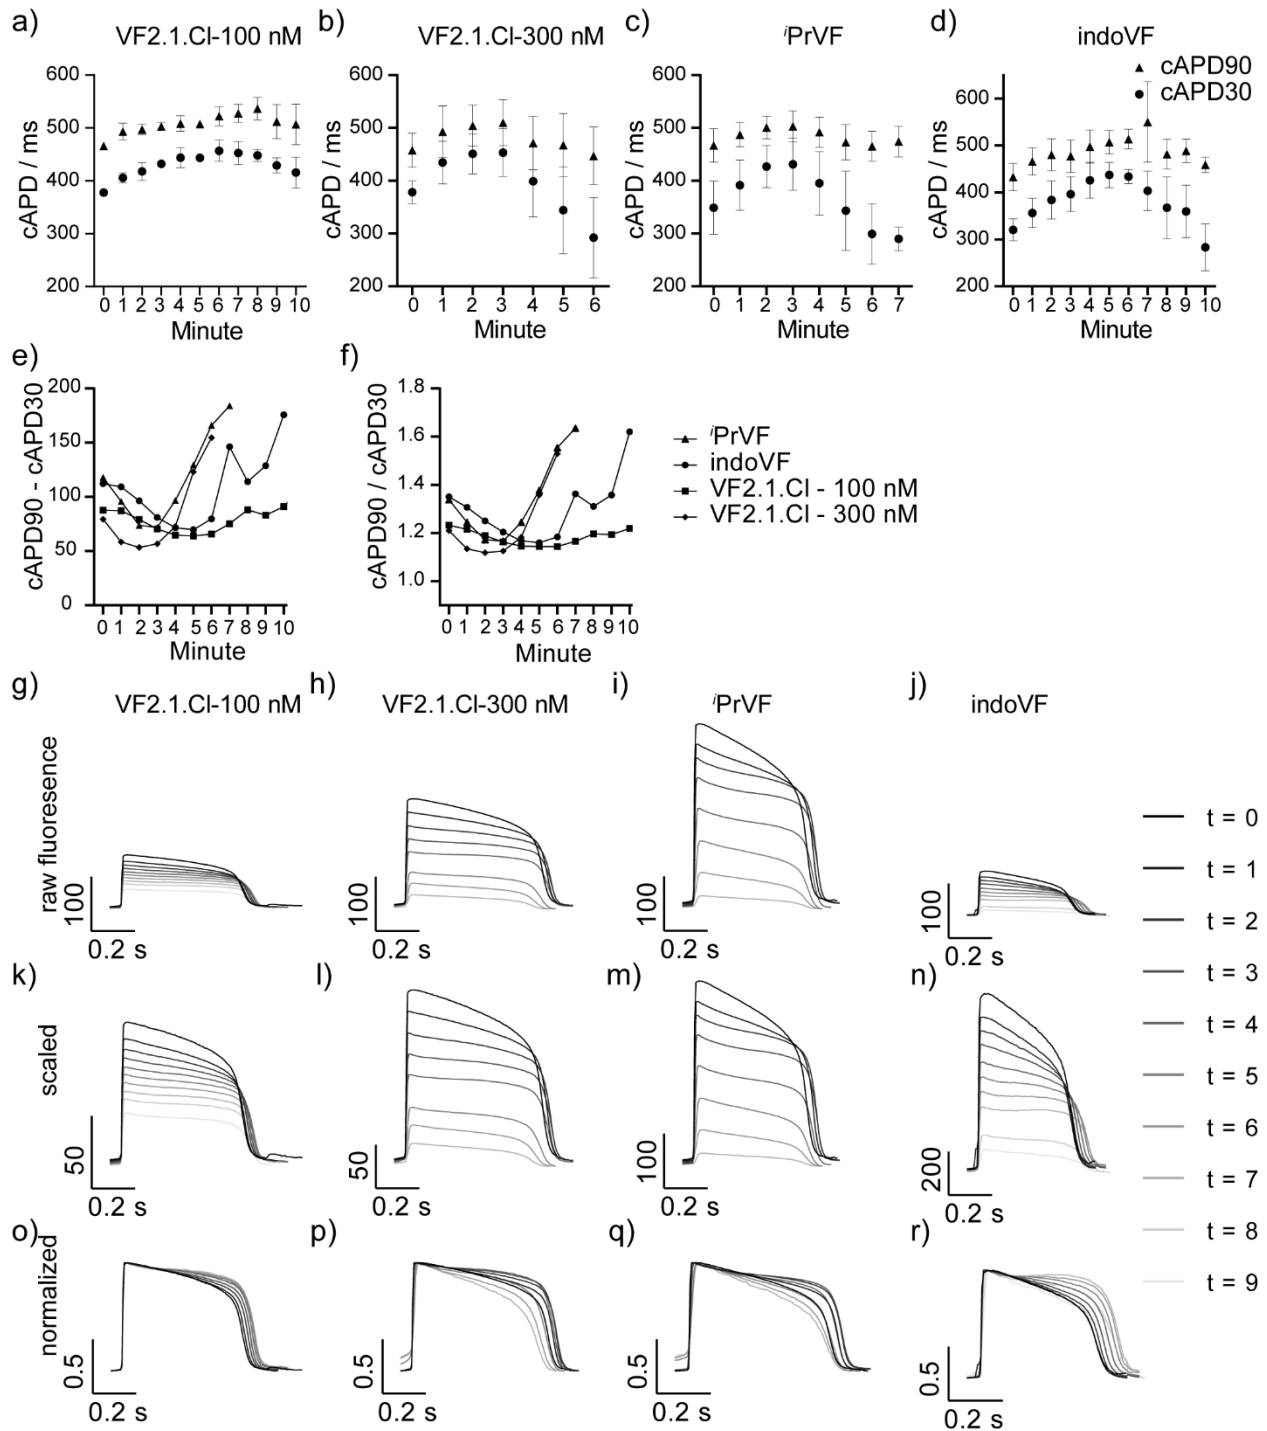 a) VF2.1.Cl-100 nM b) VF2.1.Cl-300 nM c) iPrVF d) indoVF
cAPD90
cAPD30
cAPD / ms 600 500 400 300 200
0 1 2 3 4 5 6 7 8 9 10
Minute
cAPD / ms 600 500 400 300 200
0 1 2 3 4 5 6
Minute
cAPD / ms 600 500 400 300 200
0 1 2 3 4 5 6 7
Minute
cAPD / ms 600 500 400 300 200
0 1 2 3 4 5 6 7 8 9 10
Minute
e) f)
cAPD90 - cAPD30 200 150 100 50 0
0 1 2 3 4 5 6 7 8 9 10
Minute
cAPD90 / cAPD30 1.8 1.6 1.4 1.2 1.0
0 1 2 3 4 5 6 7 8 9 10
Minute
iPrVF
indoVF
VF2.1.Cl - 100 nM
VF2.1.Cl - 300 nM
g) VF2.1.Cl-100 nM h) VF2.1.Cl-300 nM i) iPrVF j) indoVF
raw fluoresence
100 100 100 100
0.2 s 0.2 s 0.2 s 0.2 s
k) l) m) n)
scaled
50 50 100 200
0.2 s 0.2 s 0.2 s 0.2 s
o) p) q) r)
normalized
0.5 0.5 0.5 0.5
0.2 s 0.2 s 0.2 s 0.2 s
t = 0
t = 1
t = 2
t = 3
t = 4
t = 5
t = 6
t = 7
t = 8
t = 9